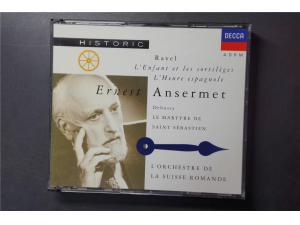 HISTORIC
DECCA
ADRM
Ravel
L'Enfant et les sortilèges
L'Heure espagnole
Ernest Ansermet
Debussy
LE MARTYRE DE
SAINT SÉBASTIEN
L'ORCHESTRE DE
LA SUISSE ROMANDE